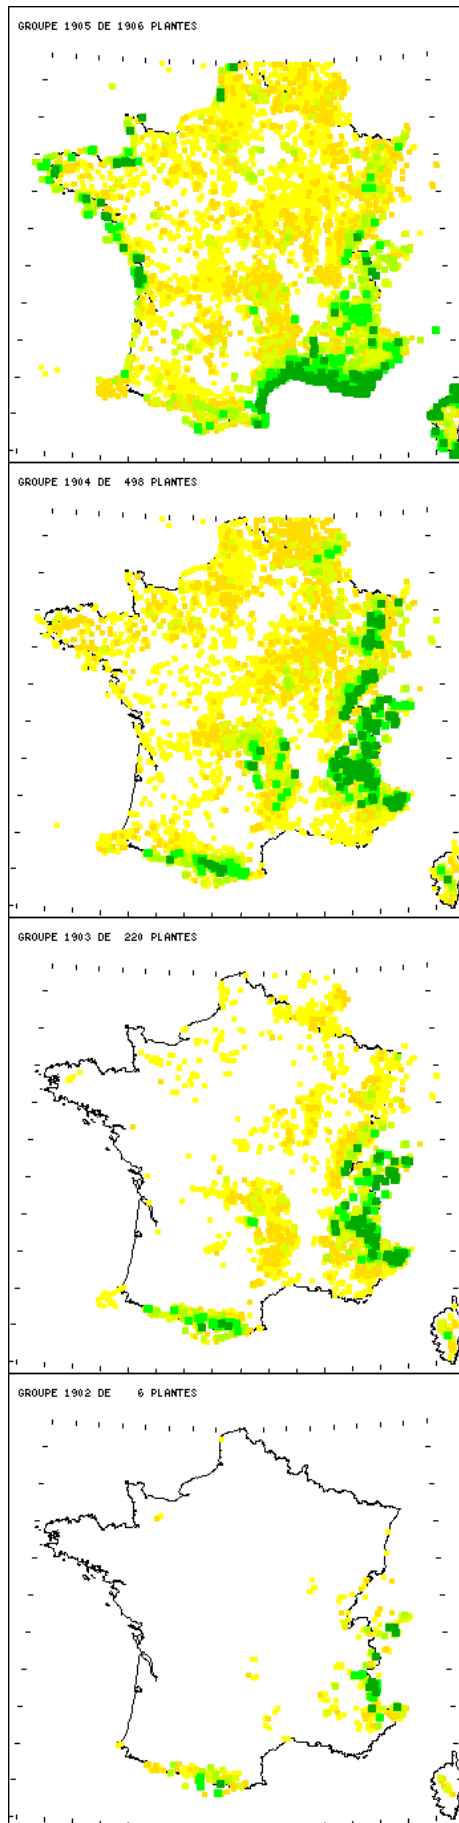 GROUPE 1905 DE 1906 PLANTES
GROUPE 1904 DE 498 PLANTES
GROUPE 1903 DE 220 PLANTES
GROUPE 1902 DE 6 PLANTES